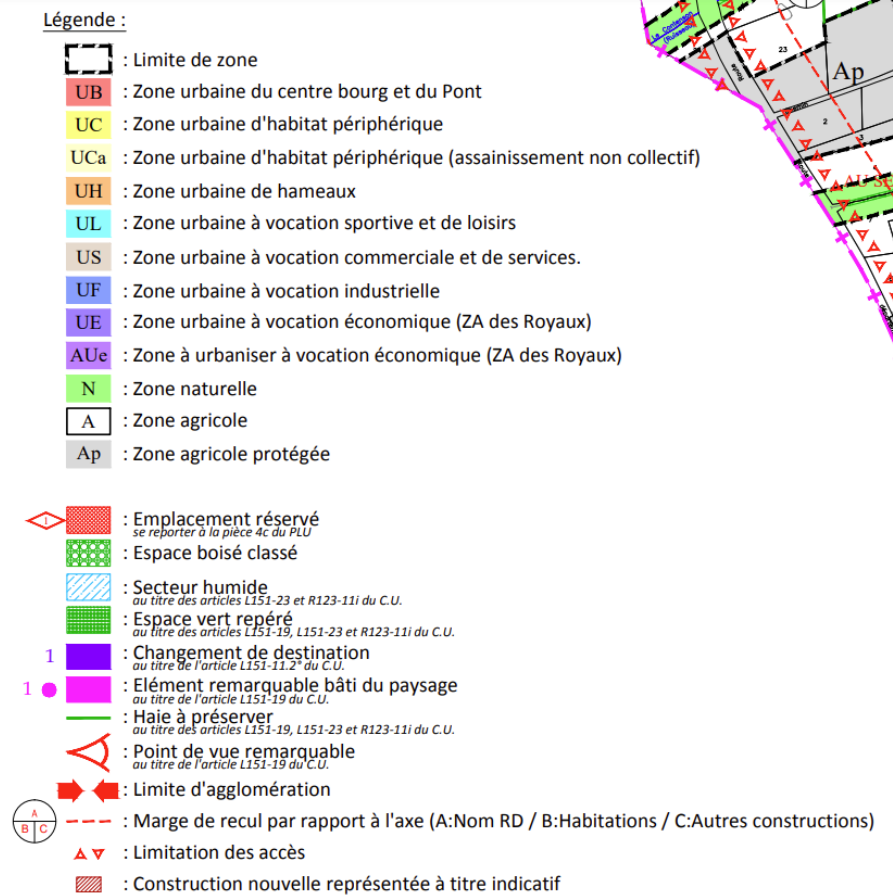 Légende :
: Limite de zone
UB : Zone urbaine du centre bourg et du Pont
UC : Zone urbaine d'habitat périphérique
UCa : Zone urbaine d'habitat périphérique (assainissement non collectif)
UH : Zone urbaine de hameaux
UL : Zone urbaine à vocation sportive et de loisirs
US : Zone urbaine à vocation commerciale et de services.
UF : Zone urbaine à vocation industrielle
UE : Zone urbaine à vocation économique (ZA des Royaux)
AUe : Zone à urbaniser à vocation économique (ZA des Royaux)
N : Zone naturelle
A : Zone agricole
Ap : Zone agricole protégée
I : Emplacement réservé
se reporter à la pièce 4c du PLU
: Espace boisé classé
: Secteur humide
au titre des articles L151-23 et R123-11i du C.U.
: Espace vert repéré
au titre des articles L151-19, L151-23 et R123-11i du C.U.
1 : Changement de destination
au titre de l'article L151-11.2° du C.U.
1 : Elément remarquable bâti du paysage
au titre de l'article L151-19 du C.U.
: Haie à préserver
au titre des articles L151-19, L151-23 et R123-11i du C.U.
: Point de vue remarquable
au titre de l'article L151-19 du C.U.
: Limite d'agglomération
A
B C : Marge de recul par rapport à l'axe (A:Nom RD / B:Habitations / C:Autres constructions)
: Limitation des accès
: Construction nouvelle représentée à titre indicatif
(Ruisseau)
23
Route
Ap
2
3
AU SE